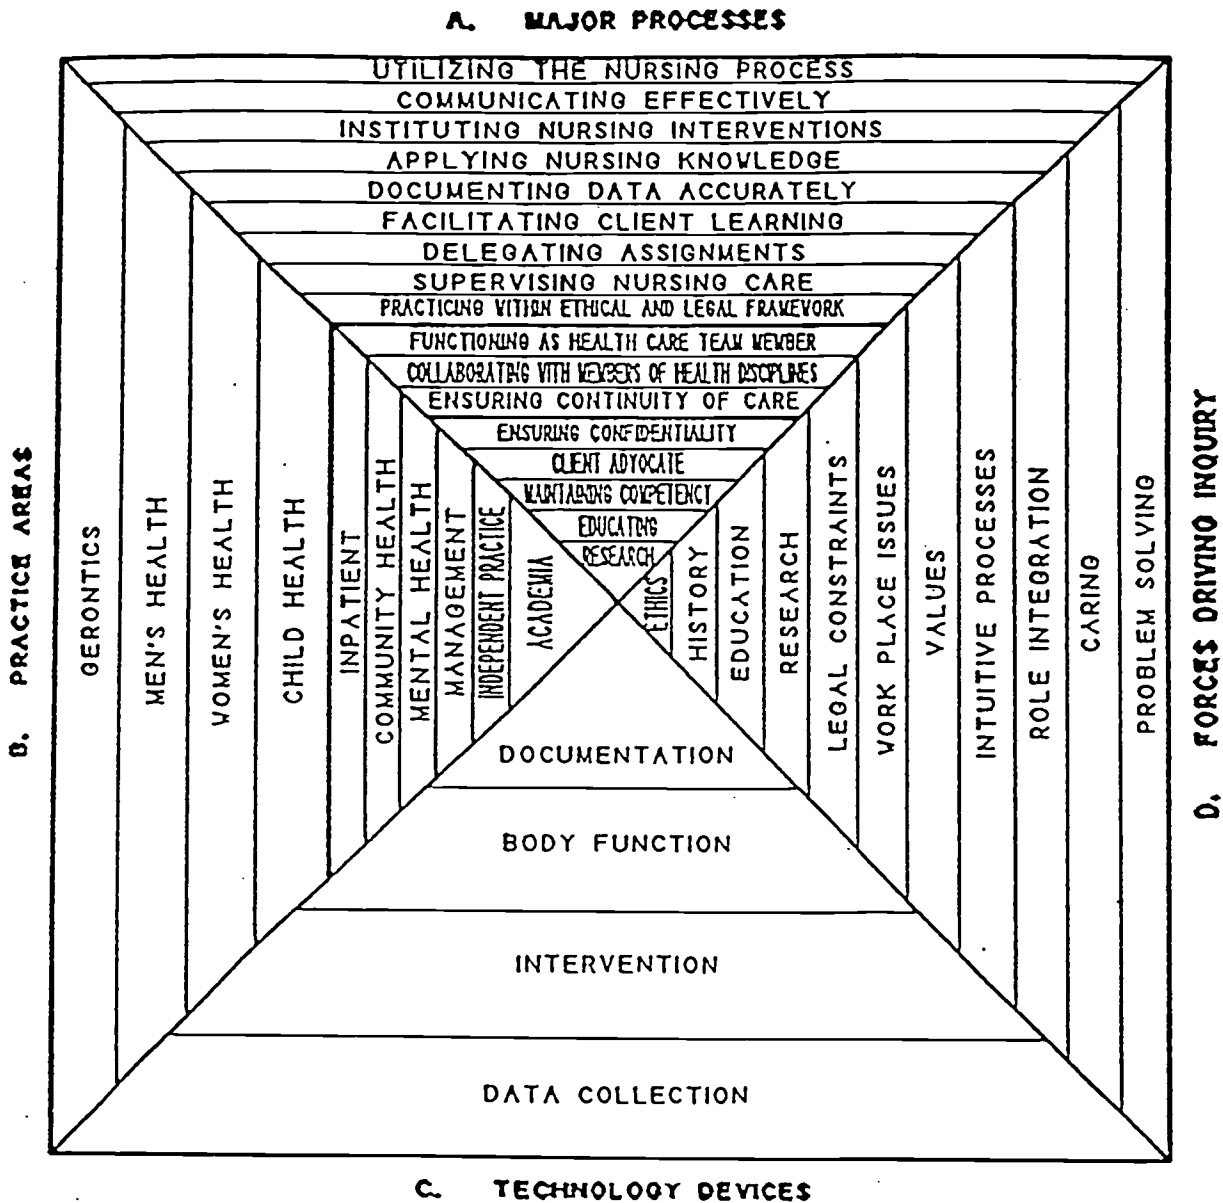 A. MAJOR PROCESSES
UTILIZING THE NURSING PROCESS
COMMUNICATING EFFECTIVELY
INSTITUTING NURSING INTERVENTIONS
APPLYING NURSING KNOWLEDGE
DOCUMENTING DATA ACCURATELY
FACILITATING CLIENT LEARNING
DELEGATING ASSIGNMENTS
SUPERVISING NURSING CARE
PRACTICING WITHIN ETHICAL AND LEGAL FRAMEWORK
FUNCTIONING AS HEALTH CARE TEAM MEMBER
COLLABORATING WITH MEMBERS OF HEALTH DISCIPLINES
ENSURING CONTINUITY OF CARE
ENSURING CONFIDENTIALITY
CLIENT ADVOCATE
MAINTAINING COMPETENCY
EDUCATING
RESEARCH
B. PRACTICE AREAS
GERONTICS
MEN'S HEALTH
WOMEN'S HEALTH
CHILD HEALTH
INPATIENT
COMMUNITY HEALTH
MENTAL HEALTH
MANAGEMENT
INDEPENDENT PRACTICE
ACADEMIA
ETHICS
HISTORY
EDUCATION
RESEARCH
LEGAL CONSTRAINTS
WORK PLACE ISSUES
VALUES
INTUITIVE PROCESSES
ROLE INTEGRATION
CARING
PROBLEM SOLVING
D. FORCES DRIVING INQUIRY
DOCUMENTATION
BODY FUNCTION
INTERVENTION
DATA COLLECTION
C. TECHNOLOGY DEVICES